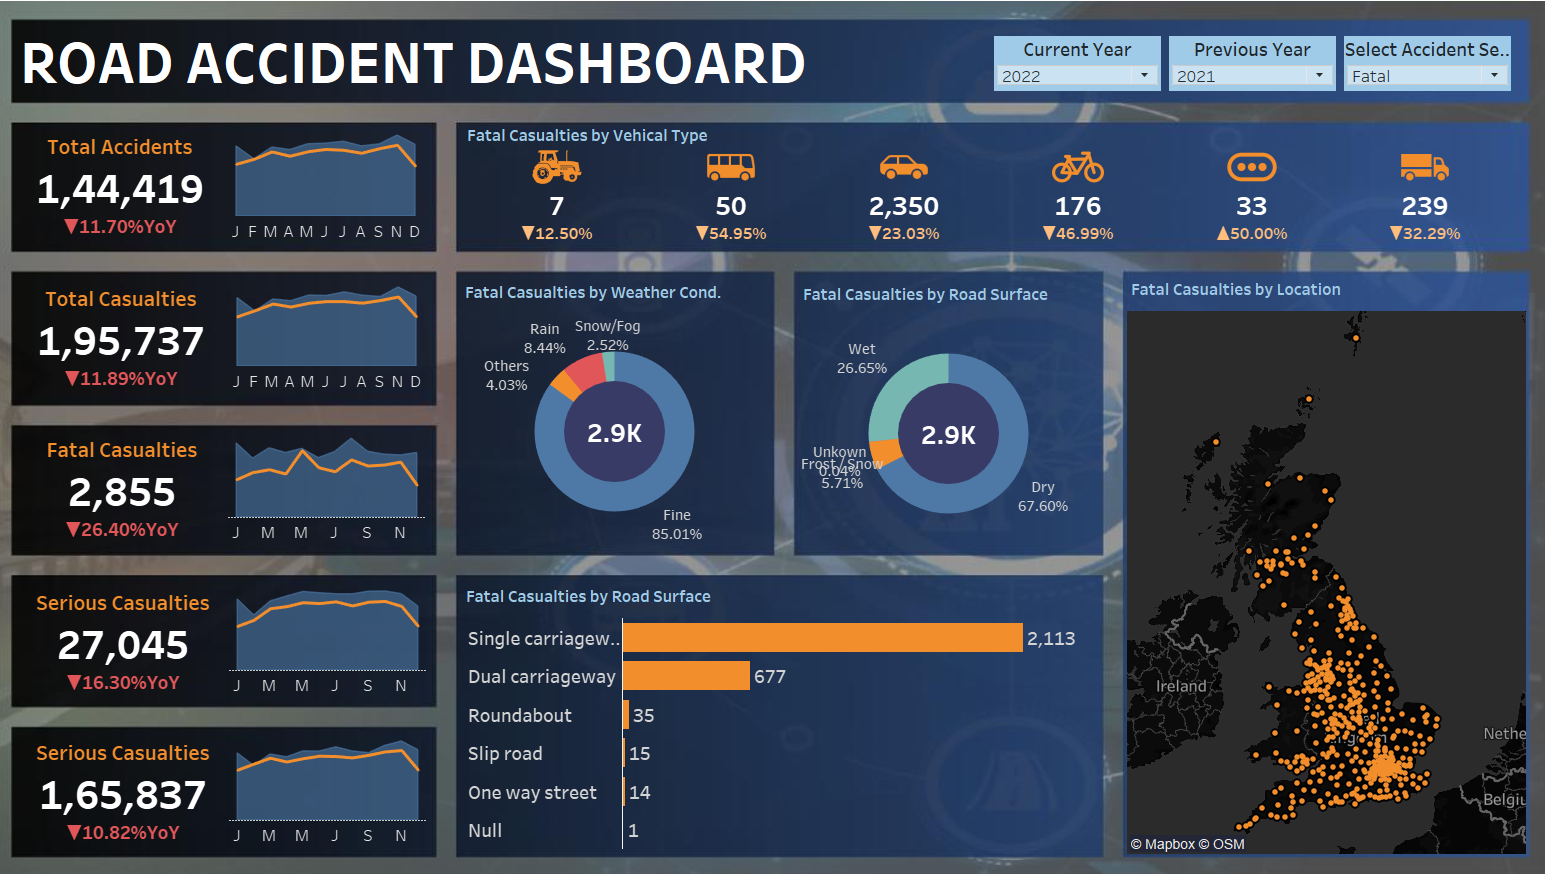 ROAD ACCIDENT DASHBOARD
Current Year
2022
Previous Year
2021
Select Accident Se..
Fatal
Total Accidents
1,44,419
▼11.70%YoY
J F M A M J J A S N D
Total Casualties
1,95,737
▼11.89%YoY
J F M A M J J A S N D
Fatal Casualties
2,855
▼26.40%YoY
J M M J S N
Serious Casualties
27,045
▼16.30%YoY
J M M J S N
Serious Casualties
1,65,837
▼10.82%YoY
J M M J S N
Fatal Casualties by Vehical Type
7
▼12.50%
50
▼54.95%
2,350
▼23.03%
176
▼46.99%
33
▲50.00%
239
▼32.29%
Fatal Casualties by Weather Cond.
Snow/Fog
2.52%
Rain
8.44%
Others
4.03%
2.9K
Fine
85.01%
Fatal Casualties by Road Surface
Wet
26.65%
2.9K
Unkown
0.04%
Frost / Snow
5.71%
Dry
67.60%
Fatal Casualties by Road Surface
Single carriagew.. 2,113
Dual carriageway 677
Roundabout 35
Slip road 15
One way street 14
Null 1
Fatal Casualties by Location
Ireland
Nethe
Belgiu
© Mapbox © OSM